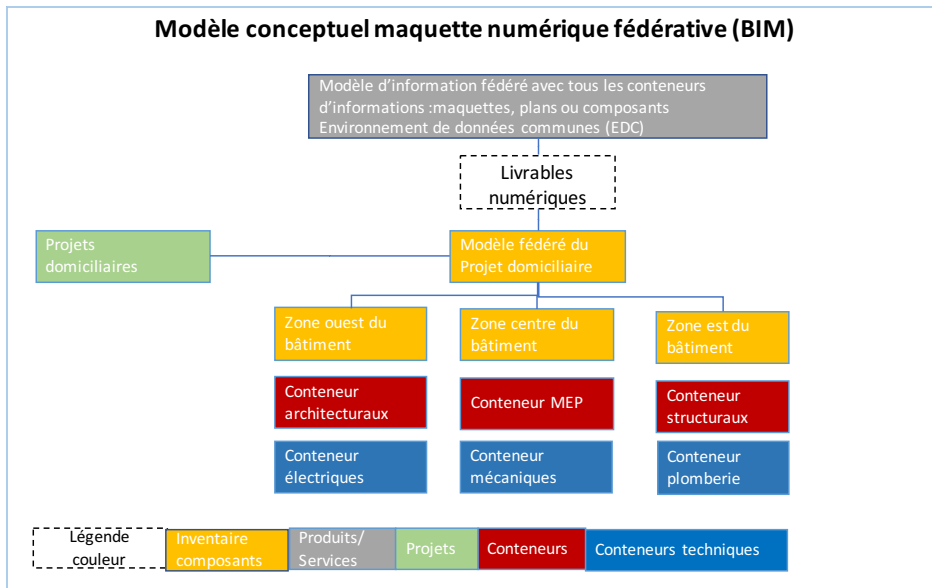 Modèle conceptuel maquette numérique fédérative (BIM)
Modèle d'information fédéré avec tous les conteneurs
d'informations :maquettes, plans ou composants
Environnement de données communes (EDC)
Livrables
numériques
Projets
domiciliaires
Modèle fédéré du
Projet domiciliaire
Zone ouest du
bâtiment
Zone centre du
bâtiment
Zone est du
bâtiment
Conteneur
architecturaux
Conteneur MEP
Conteneur
structuraux
Conteneur
électriques
Conteneur
mécaniques
Conteneur
plomberie
Légende
couleur
Inventaire
composants
Produits/
Services
Projets
Conteneurs
Conteneurs techniques